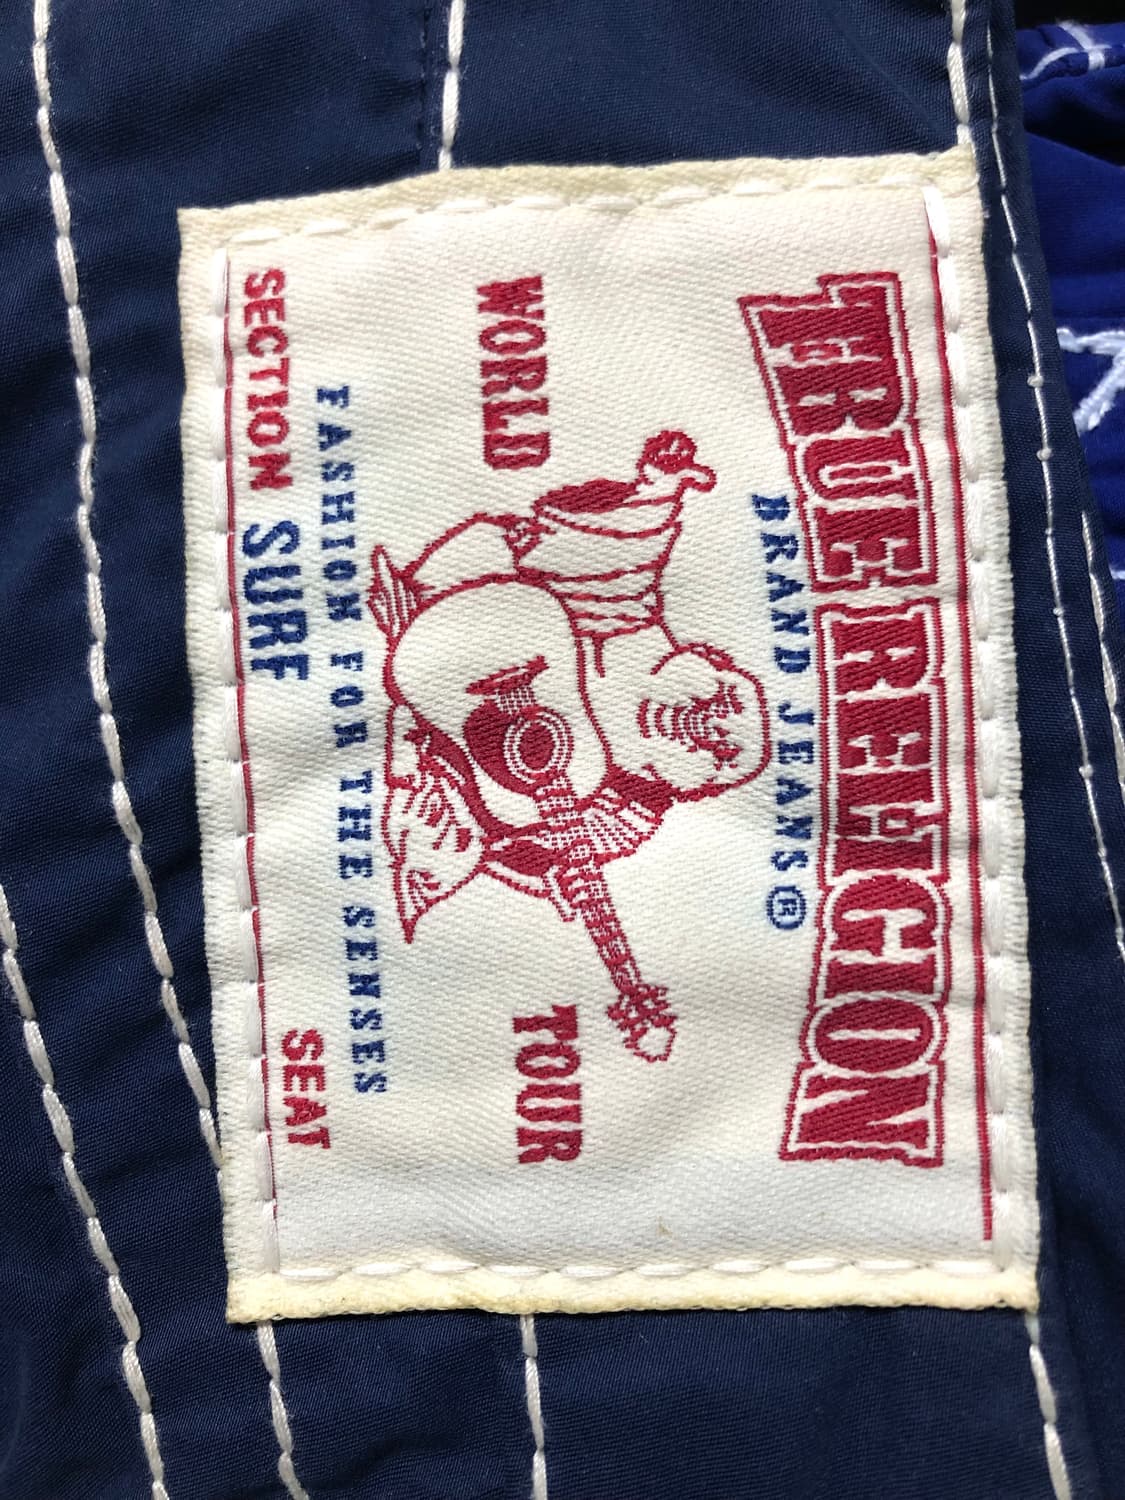 TRUE RELIGION
BRAND JEANS®
WORLD TOUR
FASHION FOR THE SENSES
SECTION SURF SEAT